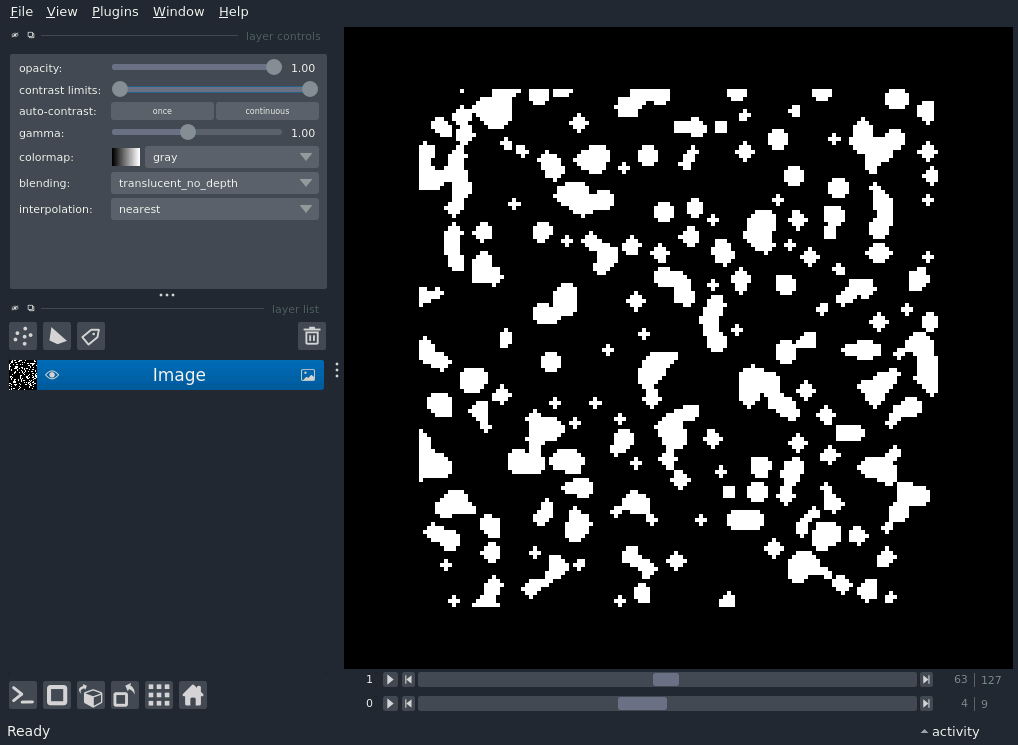 File View Plugins Window Help
layer controls
opacity: 1.00
contrast limits:
auto-contrast: once continuous
gamma: 1.00
colormap: gray
blending: translucent_no_depth
interpolation: nearest
layer list
Image
1 63 127
0 4 9
Ready activity